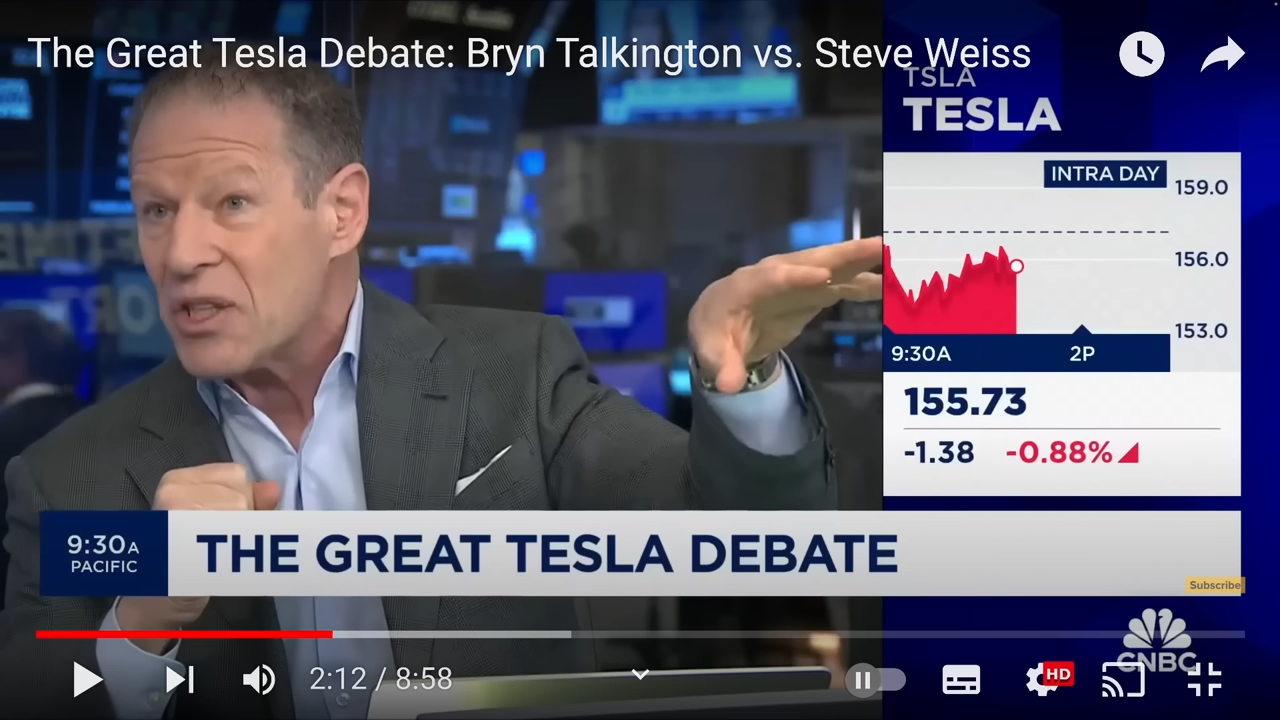 The Great Tesla Debate: Bryn Talkington vs. Steve Weiss
TSLA
TESLA
INTRA DAY
159.0
156.0
153.0
9:30A
2P
155.73
-1.38 -0.88%
9:30A
PACIFIC
THE GREAT TESLA DEBATE
Subscribe
CNBC
2:12 / 8:58
HD